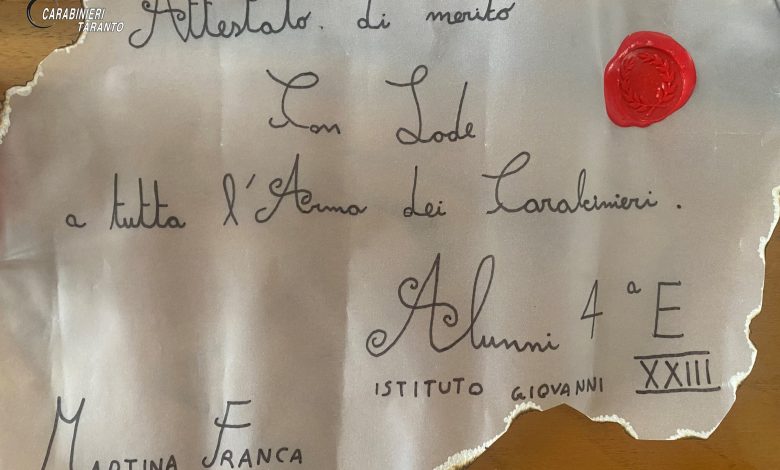 CARABINIERI
TARANTO
Attestato. di merito
Con Lode
a tutta l'Arma dei Carabinieri.
Alunni 4ª E
ISTITUTO GIOVANNI XXIII
MARTINA FRANCA